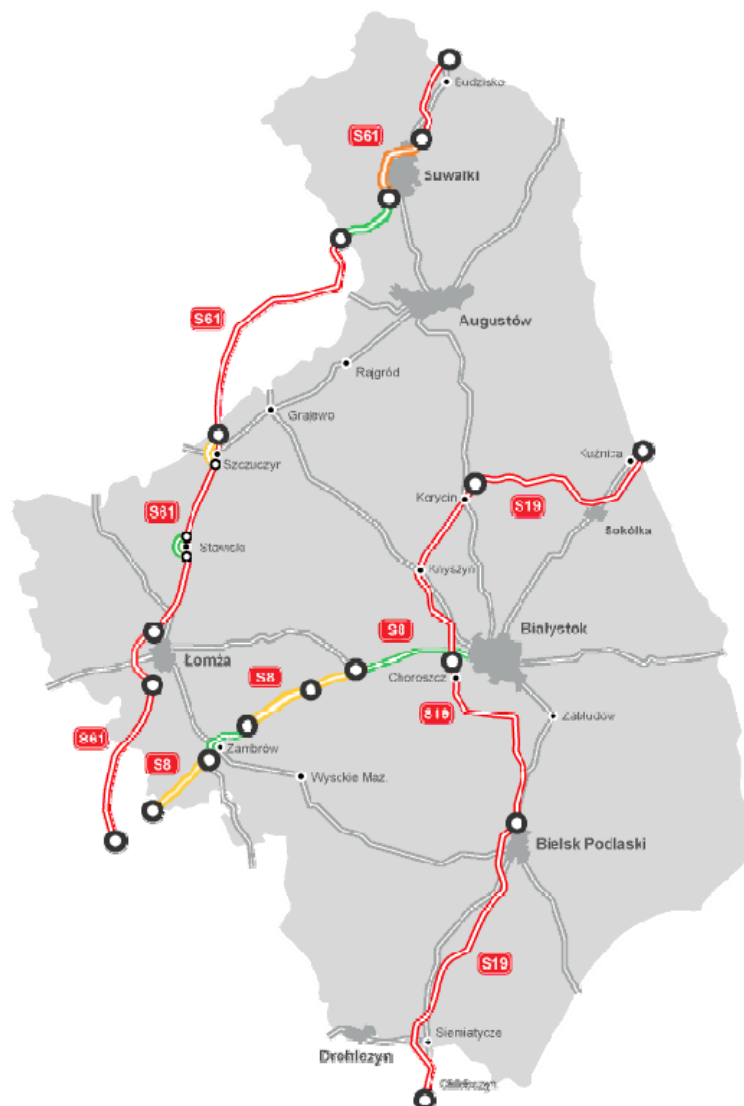 Budzisko
S61
Suwałki
S61
Augustów
Rajgród
Grajewo
Szczuczyn
Kuźnica
Korycin
S19
Sokółka
S61
Stawiski
Knyszyn
S8
Białystok
Łomża
S8
Choroszcz
S19
Zabłudów
S61
S8
Zambrów
Wysokie Maz.
Bielsk Podlaski
S19
Siemiatycze
Drohiczyn